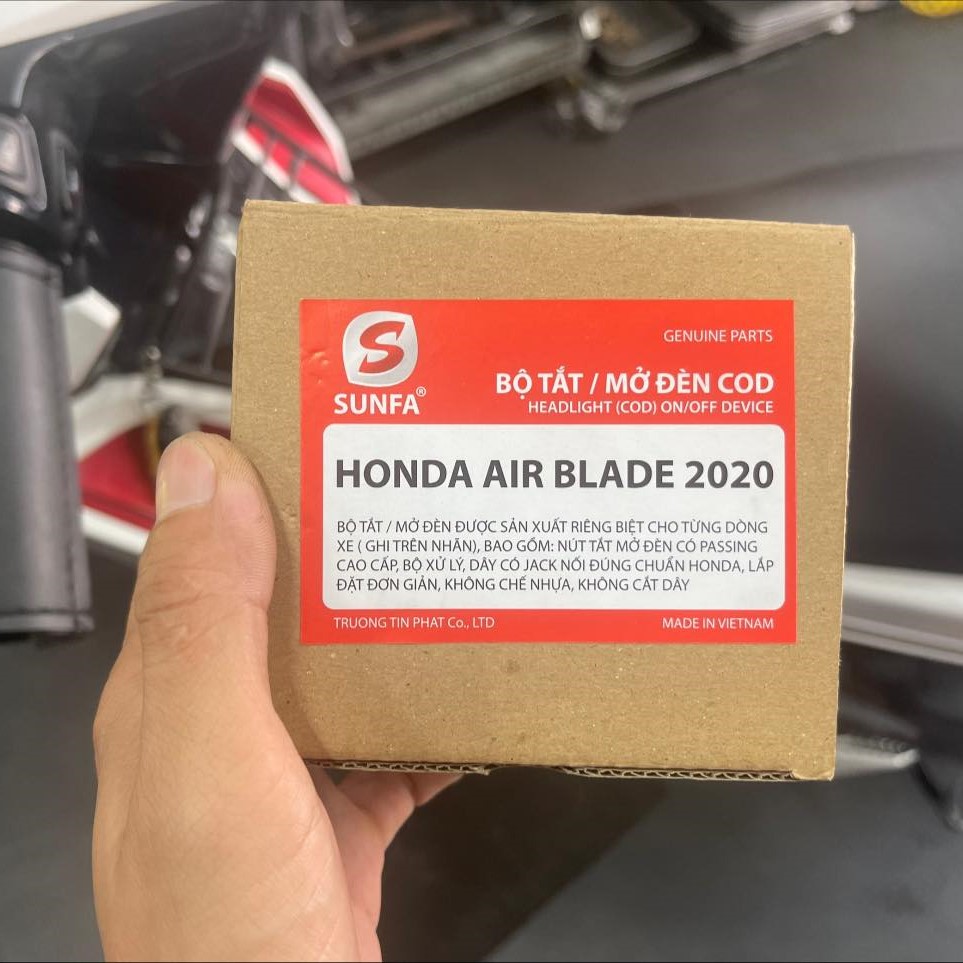 S
GENUINE PARTS
SUNFA®
BỘ TẮT / MỞ ĐÈN COD
HEADLIGHT (COD) ON/OFF DEVICE
HONDA AIR BLADE 2020
BỘ TẮT / MỞ ĐÈN ĐƯỢC SẢN XUẤT RIÊNG BIỆT CHO TỪNG DÒNG
XE ( GHI TRÊN NHÃN), BAO GỒM: NÚT TẮT MỞ ĐÈN CÓ PASSING
CAO CẤP, BỘ XỬ LÝ, DÂY CÓ JACK NỐI ĐÚNG CHUẨN HONDA, LẮP
ĐẶT ĐƠN GIẢN, KHÔNG CHẾ NHỰA, KHÔNG CẮT DÂY
TRUONG TIN PHAT Co., LTD
MADE IN VIETNAM